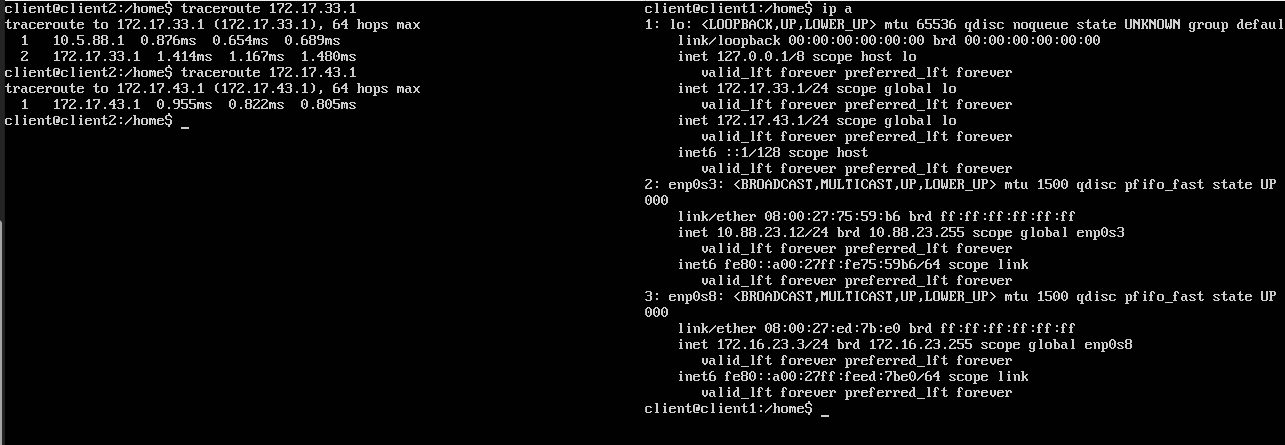 client@client2:/home$ traceroute 172.17.33.1
traceroute to 172.17.33.1 (172.17.33.1), 64 hops max
1 10.5.88.1 0.876ms 0.654ms 0.689ms
2 172.17.33.1 1.414ms 1.167ms 1.480ms
client@client2:/home$ traceroute 172.17.43.1
traceroute to 172.17.43.1 (172.17.43.1), 64 hops max
1 172.17.43.1 0.955ms 0.822ms 0.805ms
client@client2:/home$ _
client@client1:/home$ ip a
1: lo: <LOOPBACK,UP,LOWER_UP> mtu 65536 qdisc noqueue state UNKNOWN group defaul
link/loopback 00:00:00:00:00:00 brd 00:00:00:00:00:00
inet 127.0.0.1/8 scope host lo
valid_lft forever preferred_lft forever
inet 172.17.33.1/24 scope global lo
valid_lft forever preferred_lft forever
inet 172.17.43.1/24 scope global lo
valid_lft forever preferred_lft forever
inet6 ::1/128 scope host
valid_lft forever preferred_lft forever
2: enp0s3: <BROADCAST,MULTICAST,UP,LOWER_UP> mtu 1500 qdisc pfifo_fast state UP
000
link/ether 08:00:27:75:59:b6 brd ff:ff:ff:ff:ff:ff
inet 10.88.23.12/24 brd 10.88.23.255 scope global enp0s3
valid_lft forever preferred_lft forever
inet6 fe80::a00:27ff:fe75:59b6/64 scope link
valid_lft forever preferred_lft forever
3: enp0s8: <BROADCAST,MULTICAST,UP,LOWER_UP> mtu 1500 qdisc pfifo_fast state UP
000
link/ether 08:00:27:ed:7b:e0 brd ff:ff:ff:ff:ff:ff
inet 172.16.23.3/24 brd 172.16.23.255 scope global enp0s8
valid_lft forever preferred_lft forever
inet6 fe80::a00:27ff:feed:7be0/64 scope link
valid_lft forever preferred_lft forever
client@client1:/home$ _